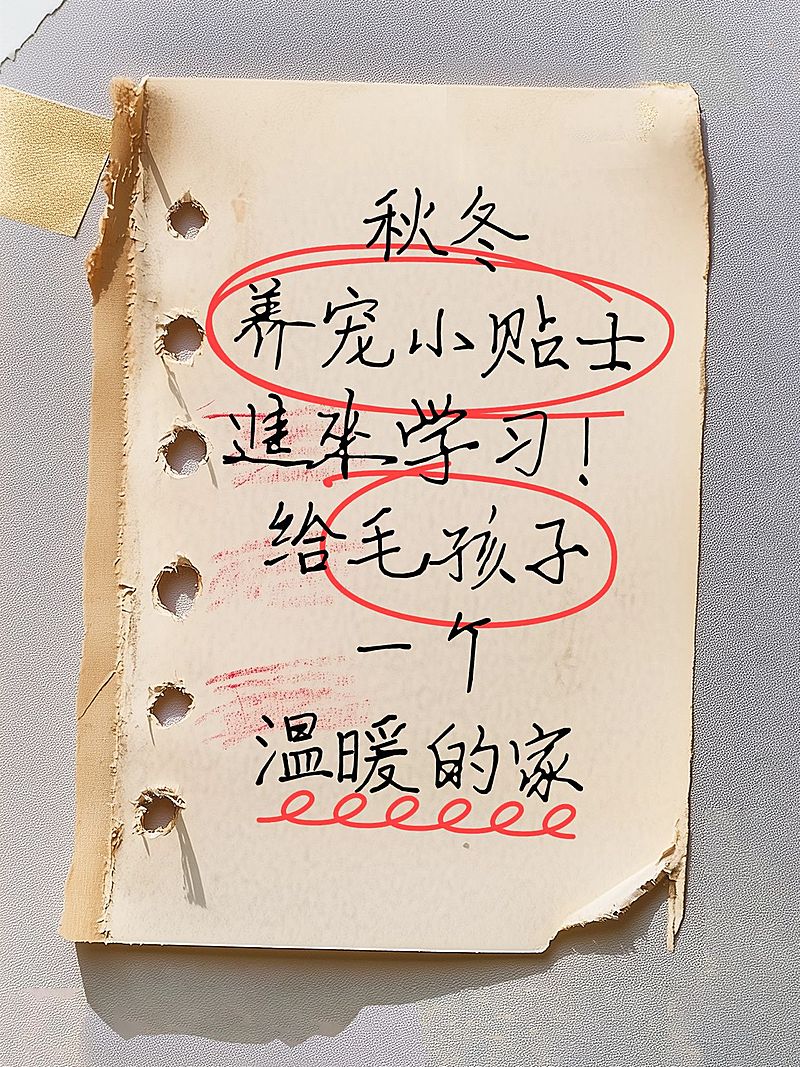 秋冬
养宠小贴士
進来学习!
给毛孩子
一个
温暖的家